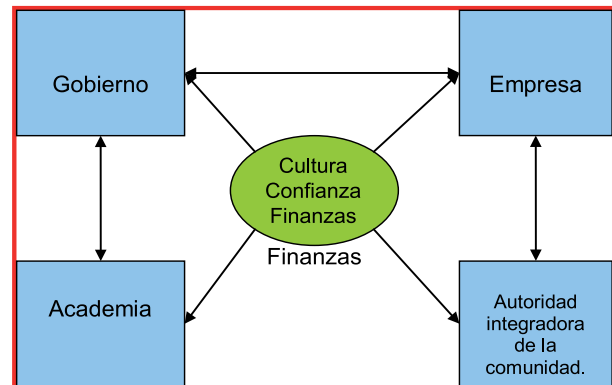 Gobierno
Empresa
Cultura
Confianza
Finanzas
Finanzas
Academia
Autoridad
integradora
de la
comunidad.